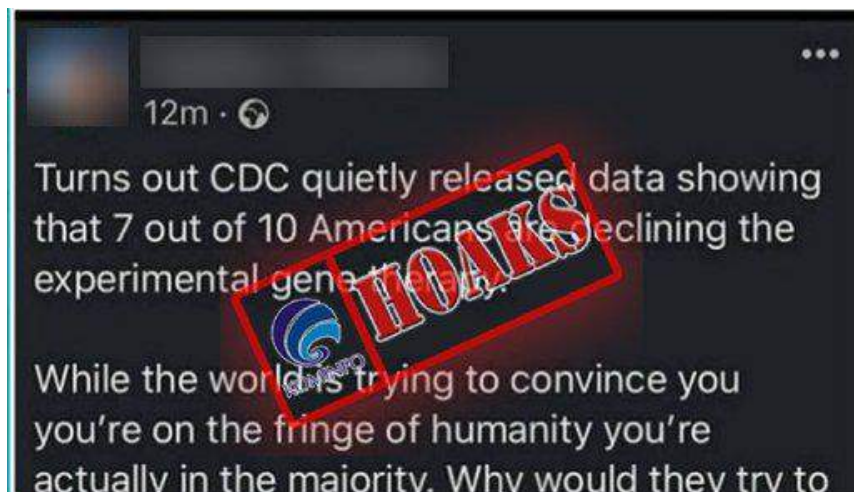 12m ·
Turns out CDC quietly released data showing
that 7 out of 10 Americans are declining the
experimental gene therapy.
HOAKS
KOMINFO
While the world is trying to convince you
you're on the fringe of humanity you're
actually in the majority. Why would they try to